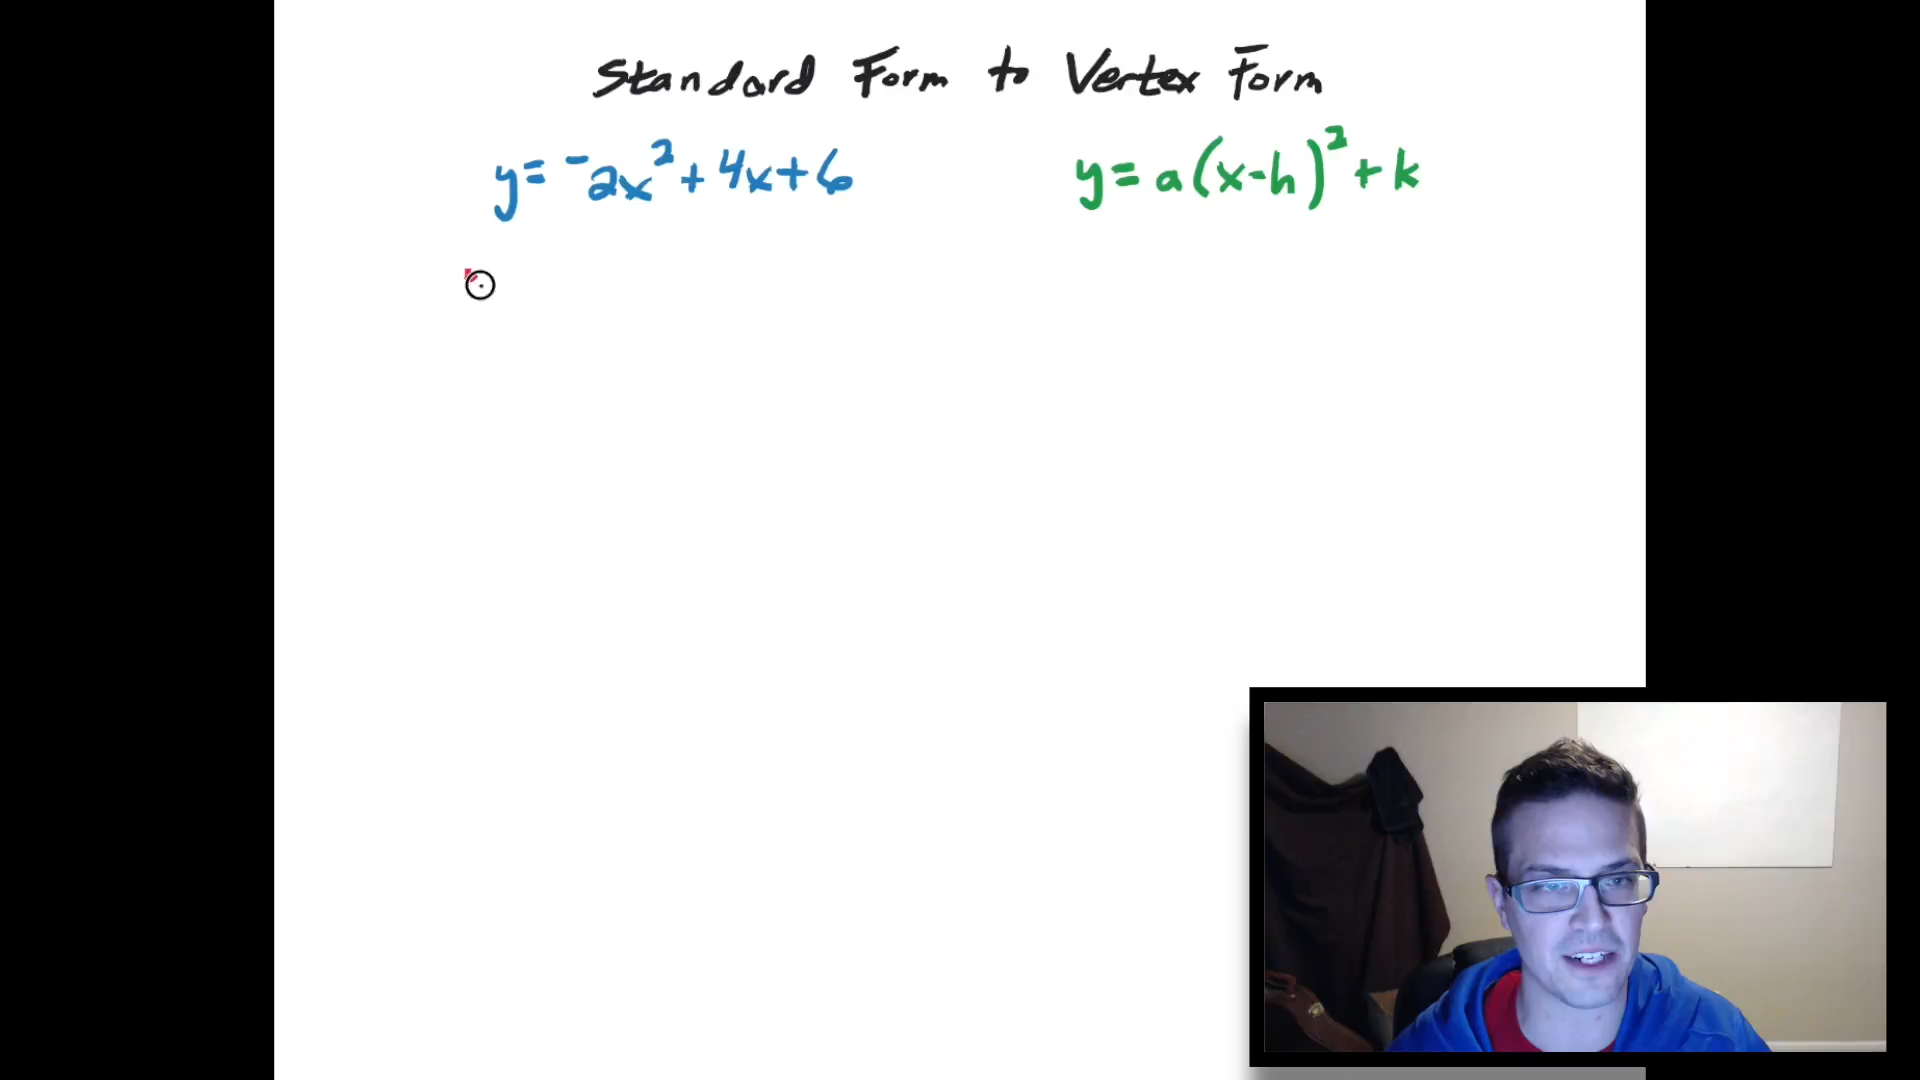 Standard Form to Vertex Form
y = -2x² + 4x + 6
y = a(x-h)² + k